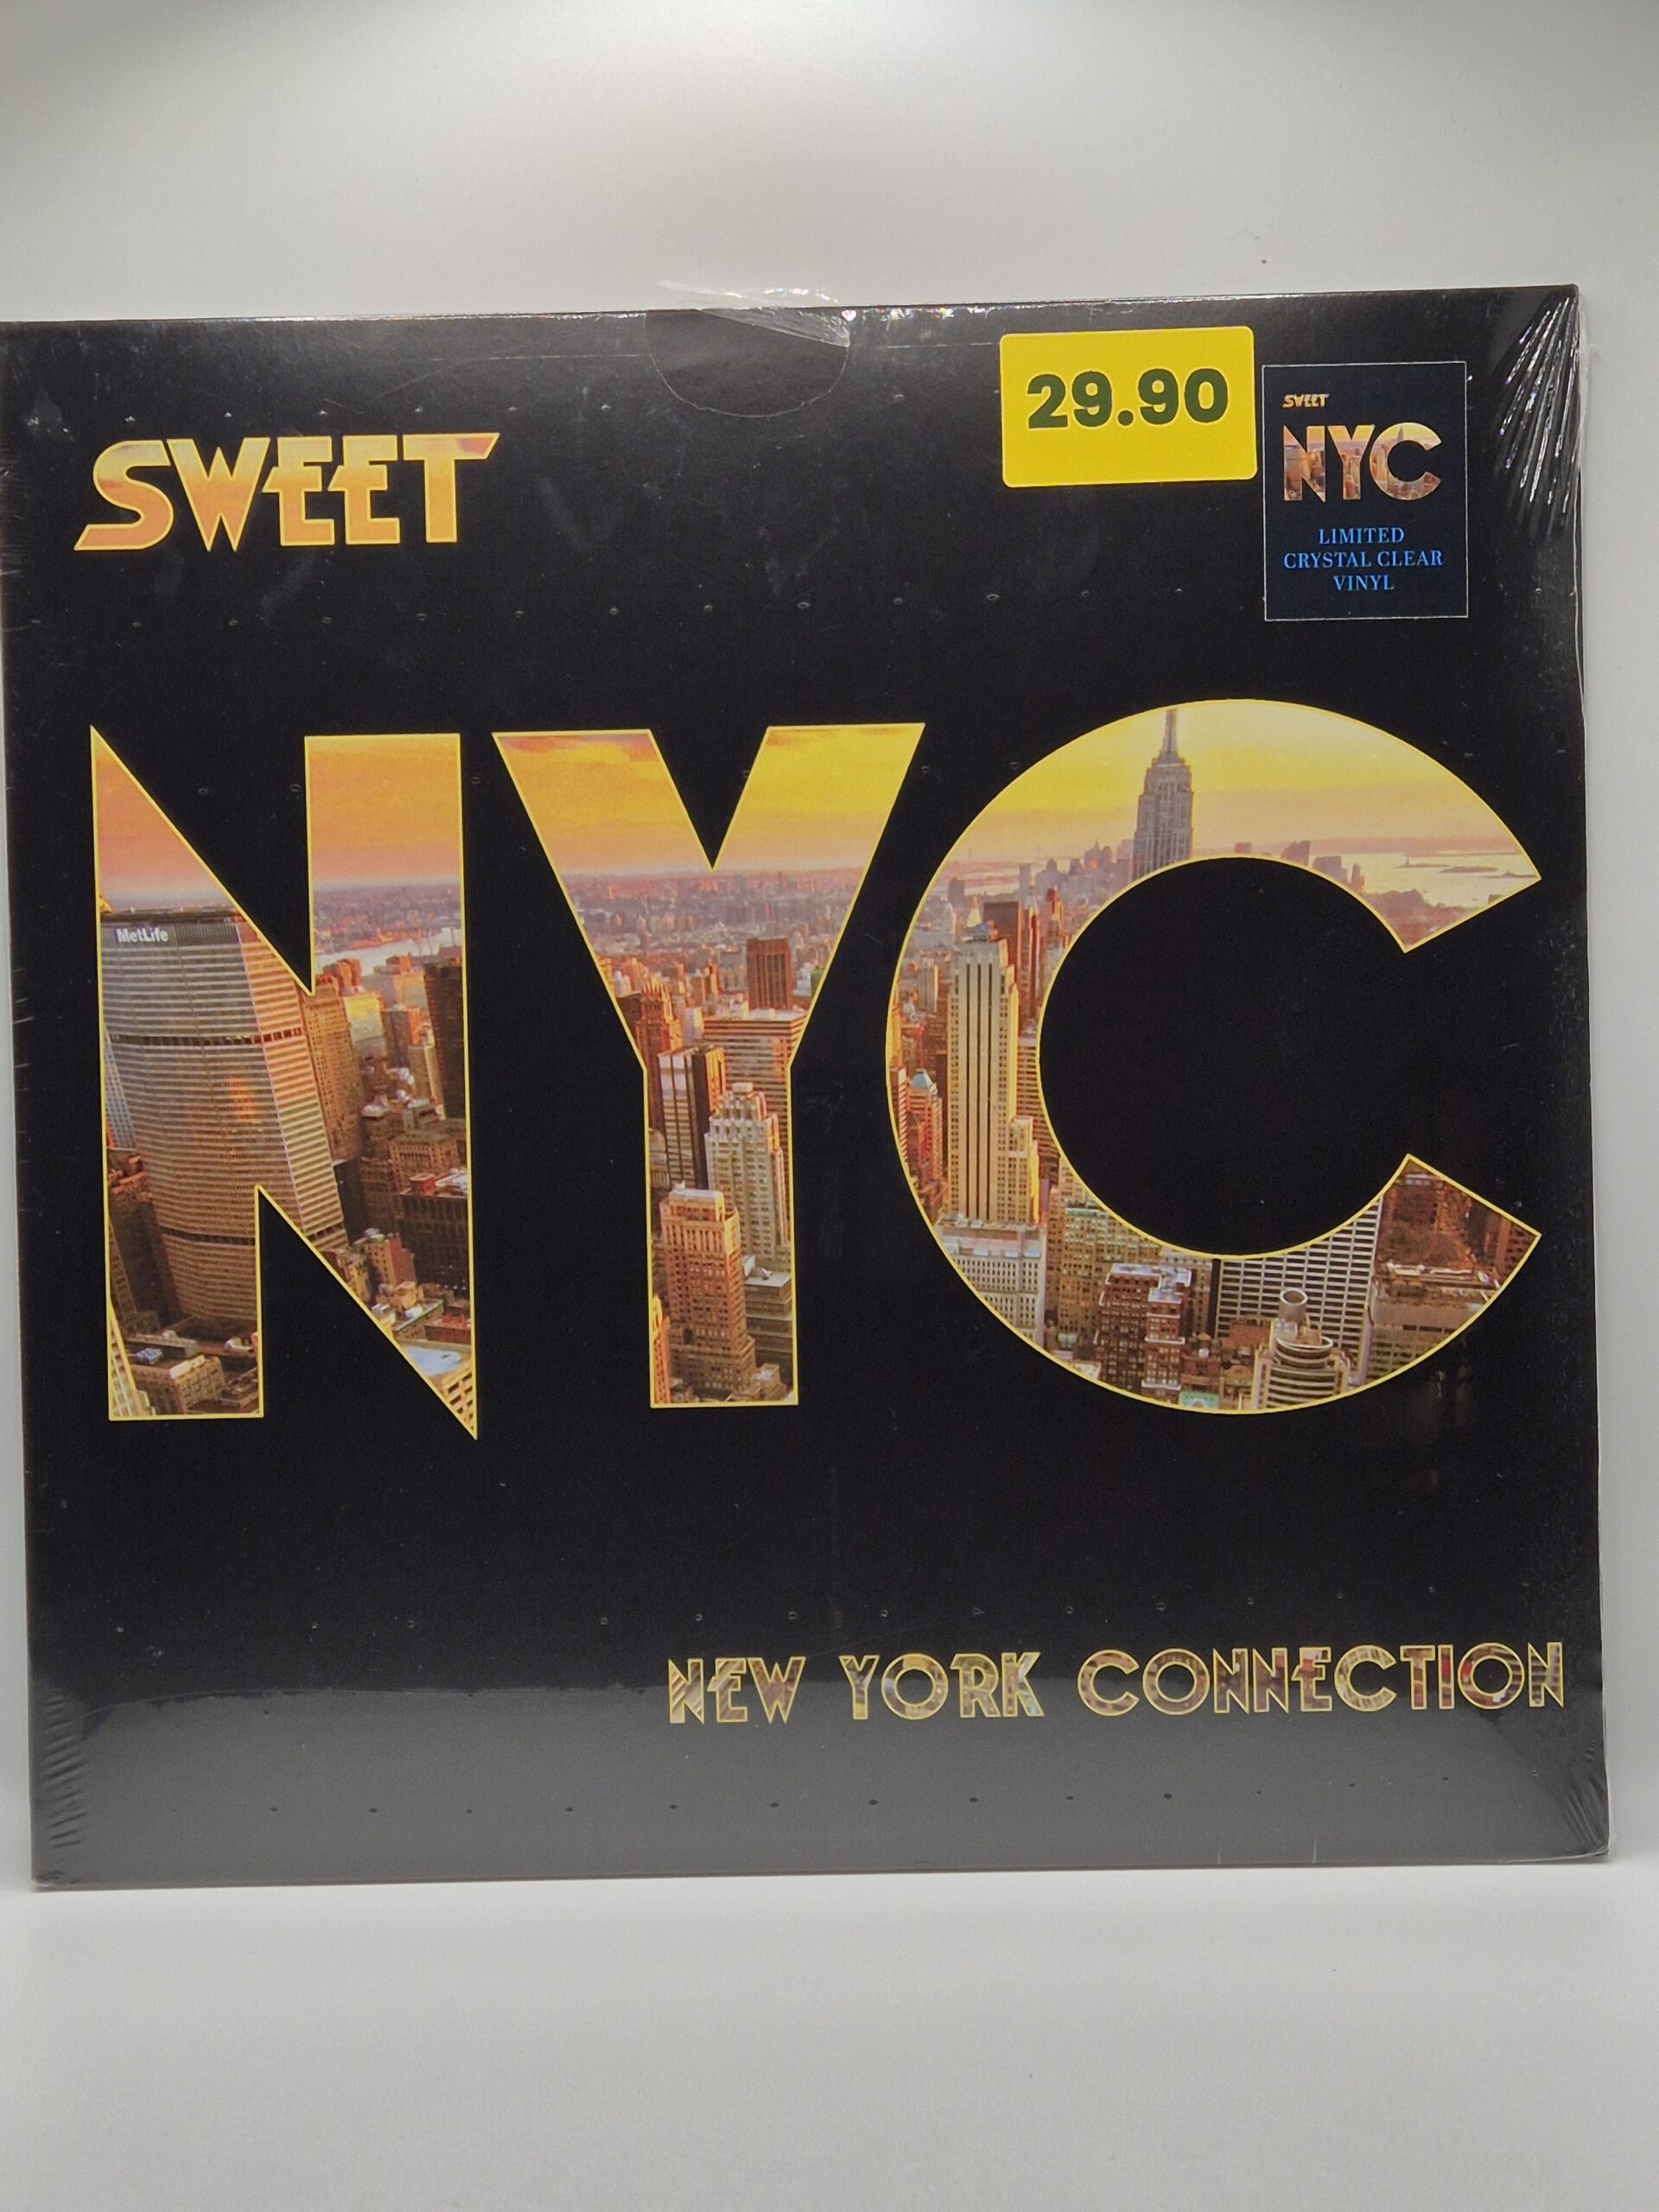 SWEET
29.90
SWEET
NYC
LIMITED
CRYSTAL CLEAR
VINYL
NYC
MetLife
NEW YORK CONNECTION